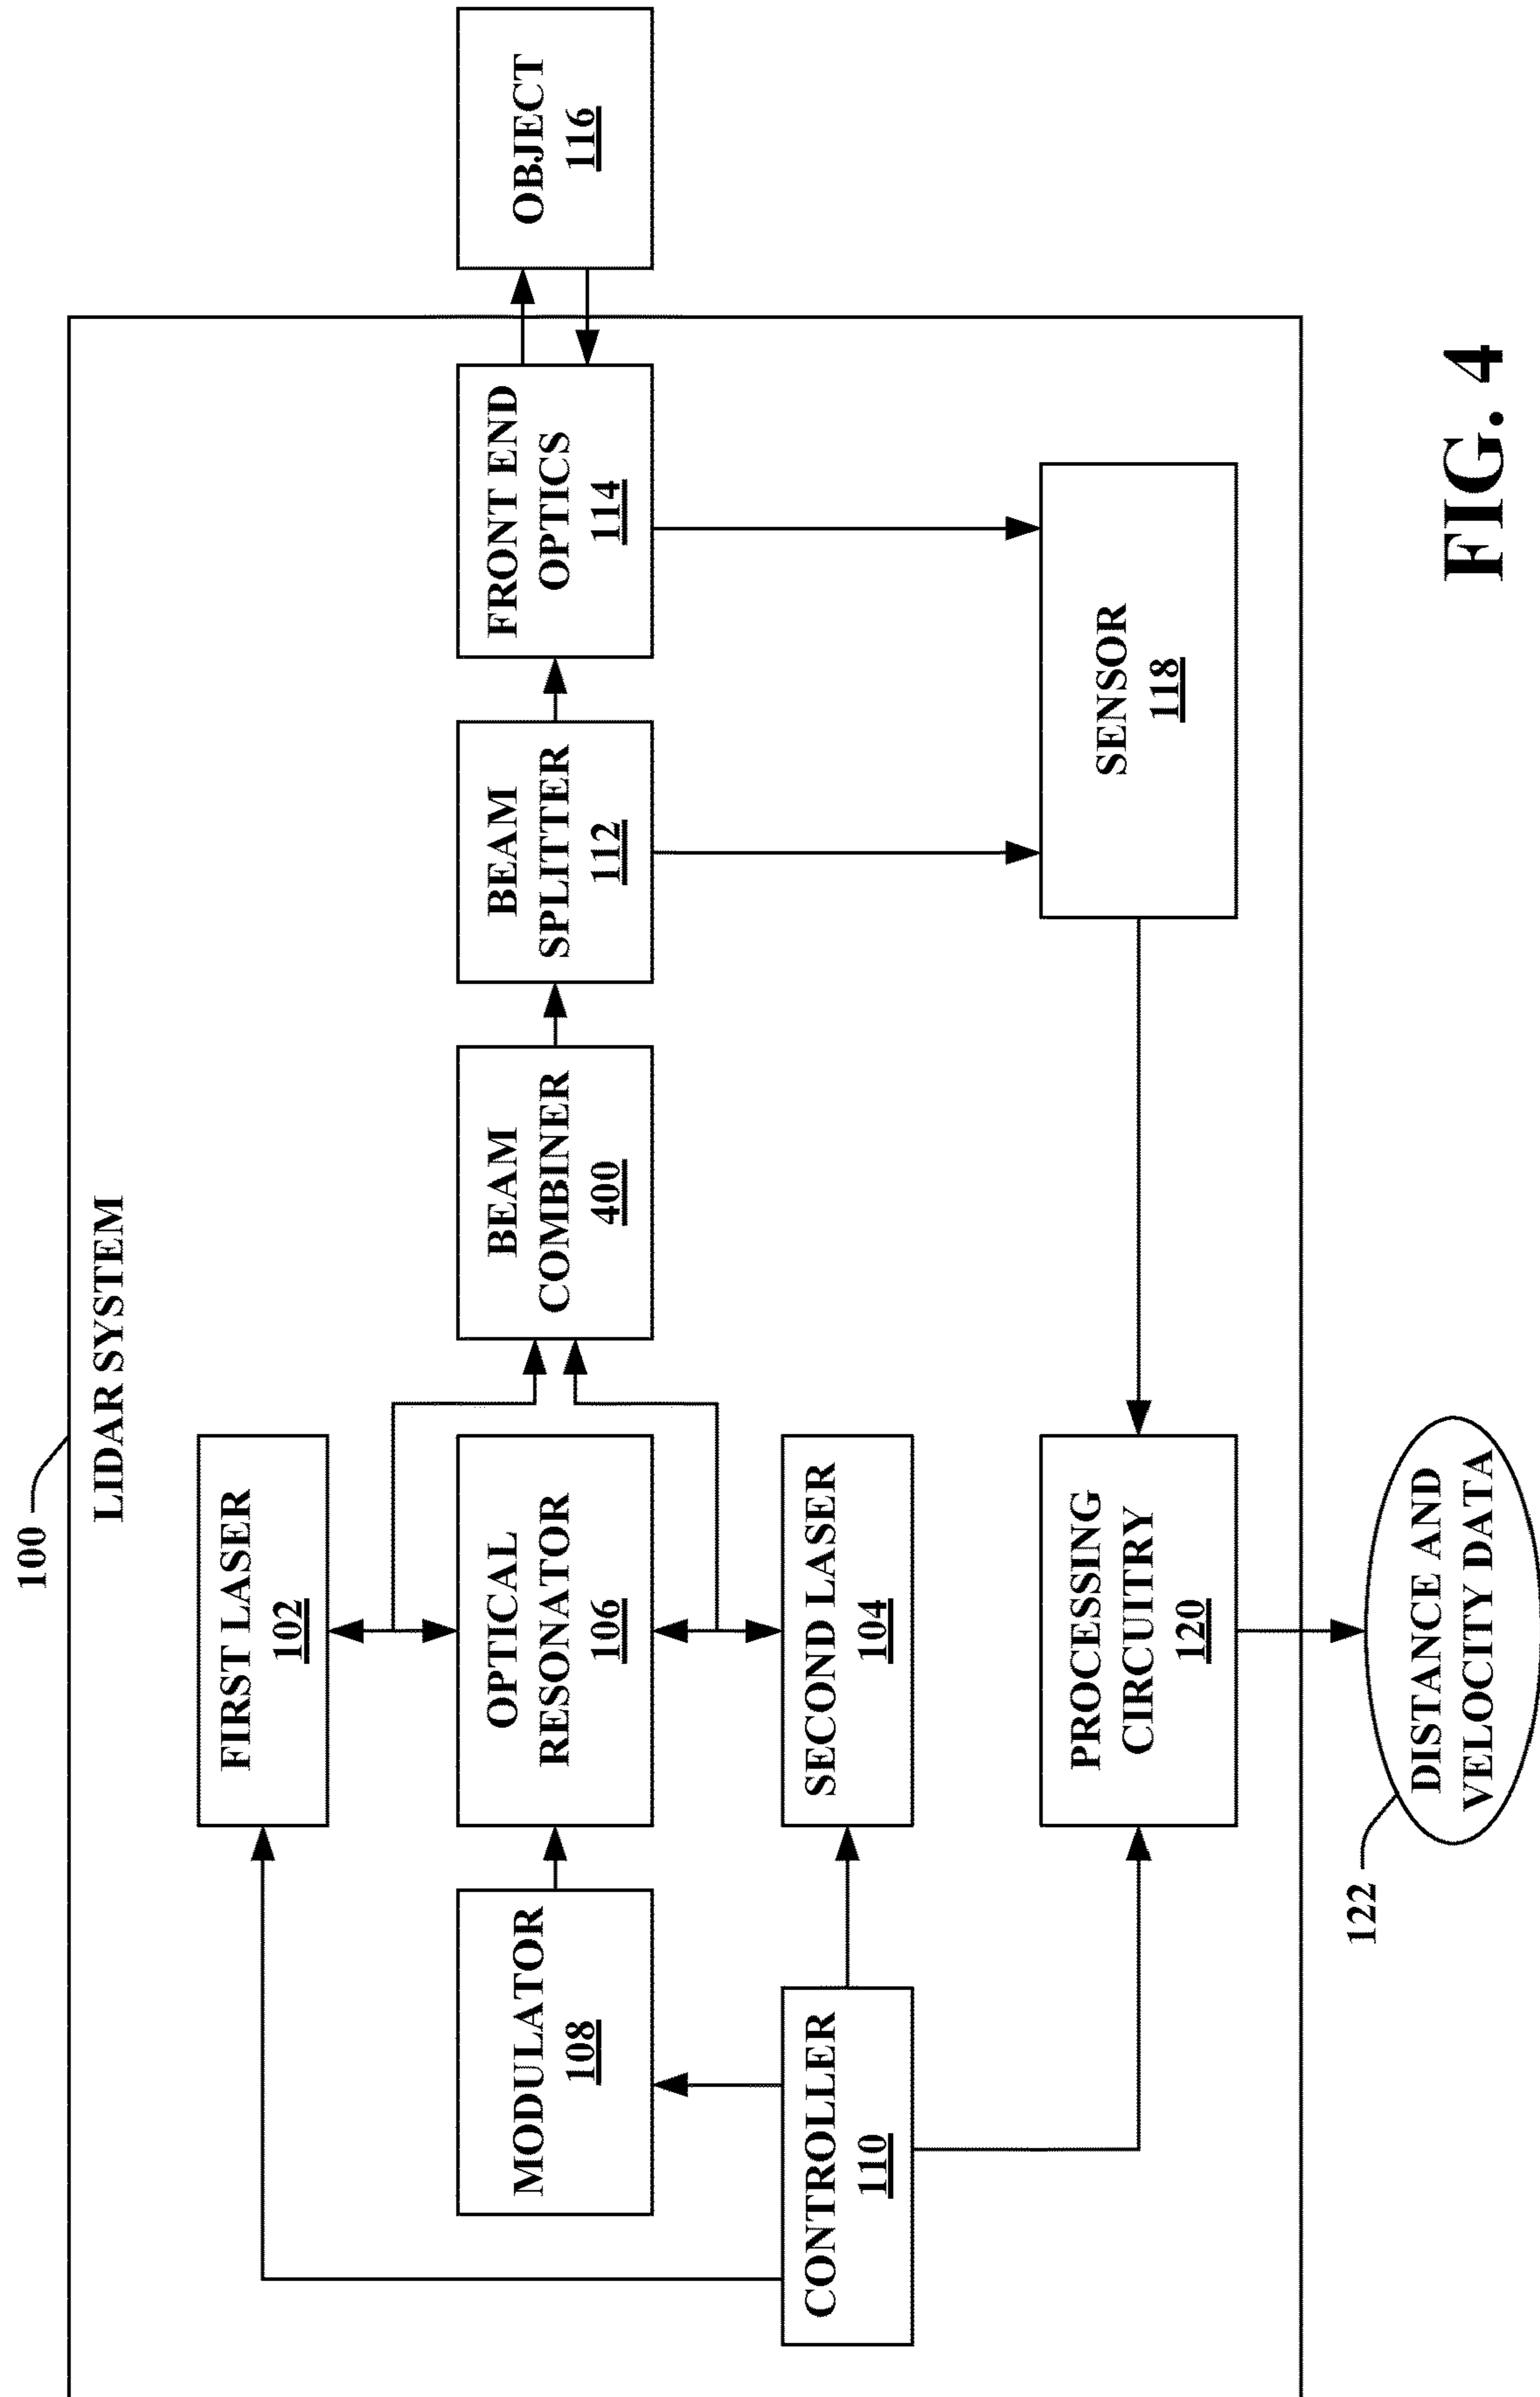 100
LIDAR SYSTEM
FIRST LASER
102
MODULATOR
108
OPTICAL
RESONATOR
106
BEAM
COMBINER
400
BEAM
SPLITTER
112
FRONT END
OPTICS
114
OBJECT
116
CONTROLLER
110
SECOND LASER
104
PROCESSING
CIRCUITRY
120
SENSOR
118
122
DISTANCE AND
VELOCITY DATA
FIG. 4